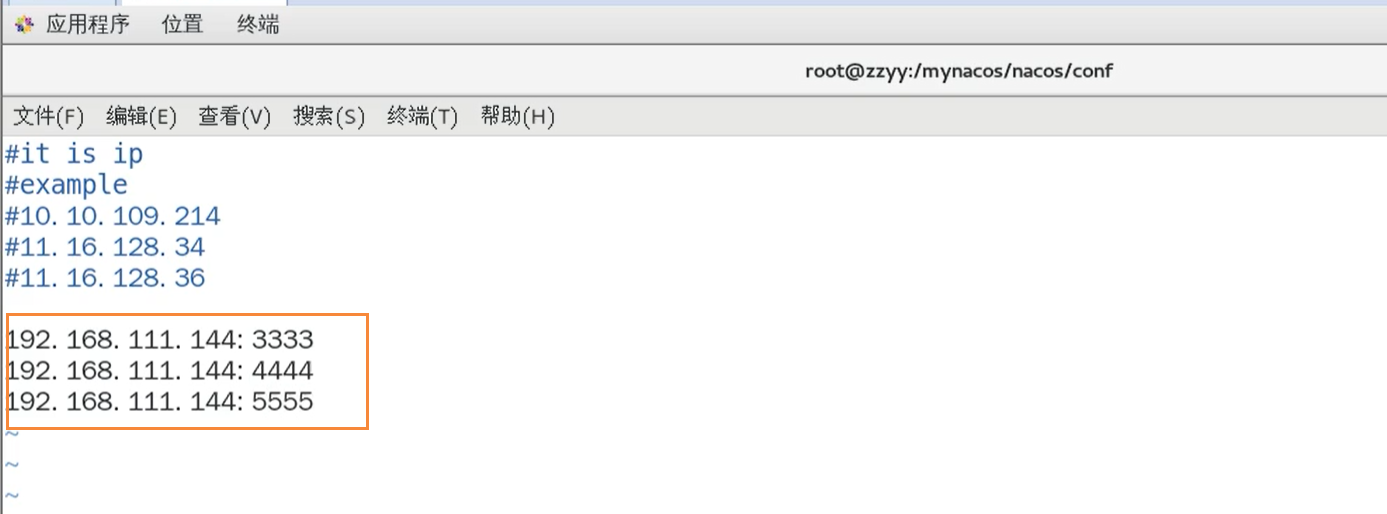 应用程序 位置 终端
root@zzyy:/mynacos/nacos/conf
文件(F) 编辑(E) 查看(V) 搜索(S) 终端(T) 帮助(H)
#it is ip
#example
#10.10.109.214
#11.16.128.34
#11.16.128.36
192.168.111.144:3333
192.168.111.144:4444
192.168.111.144:5555
~
~
~